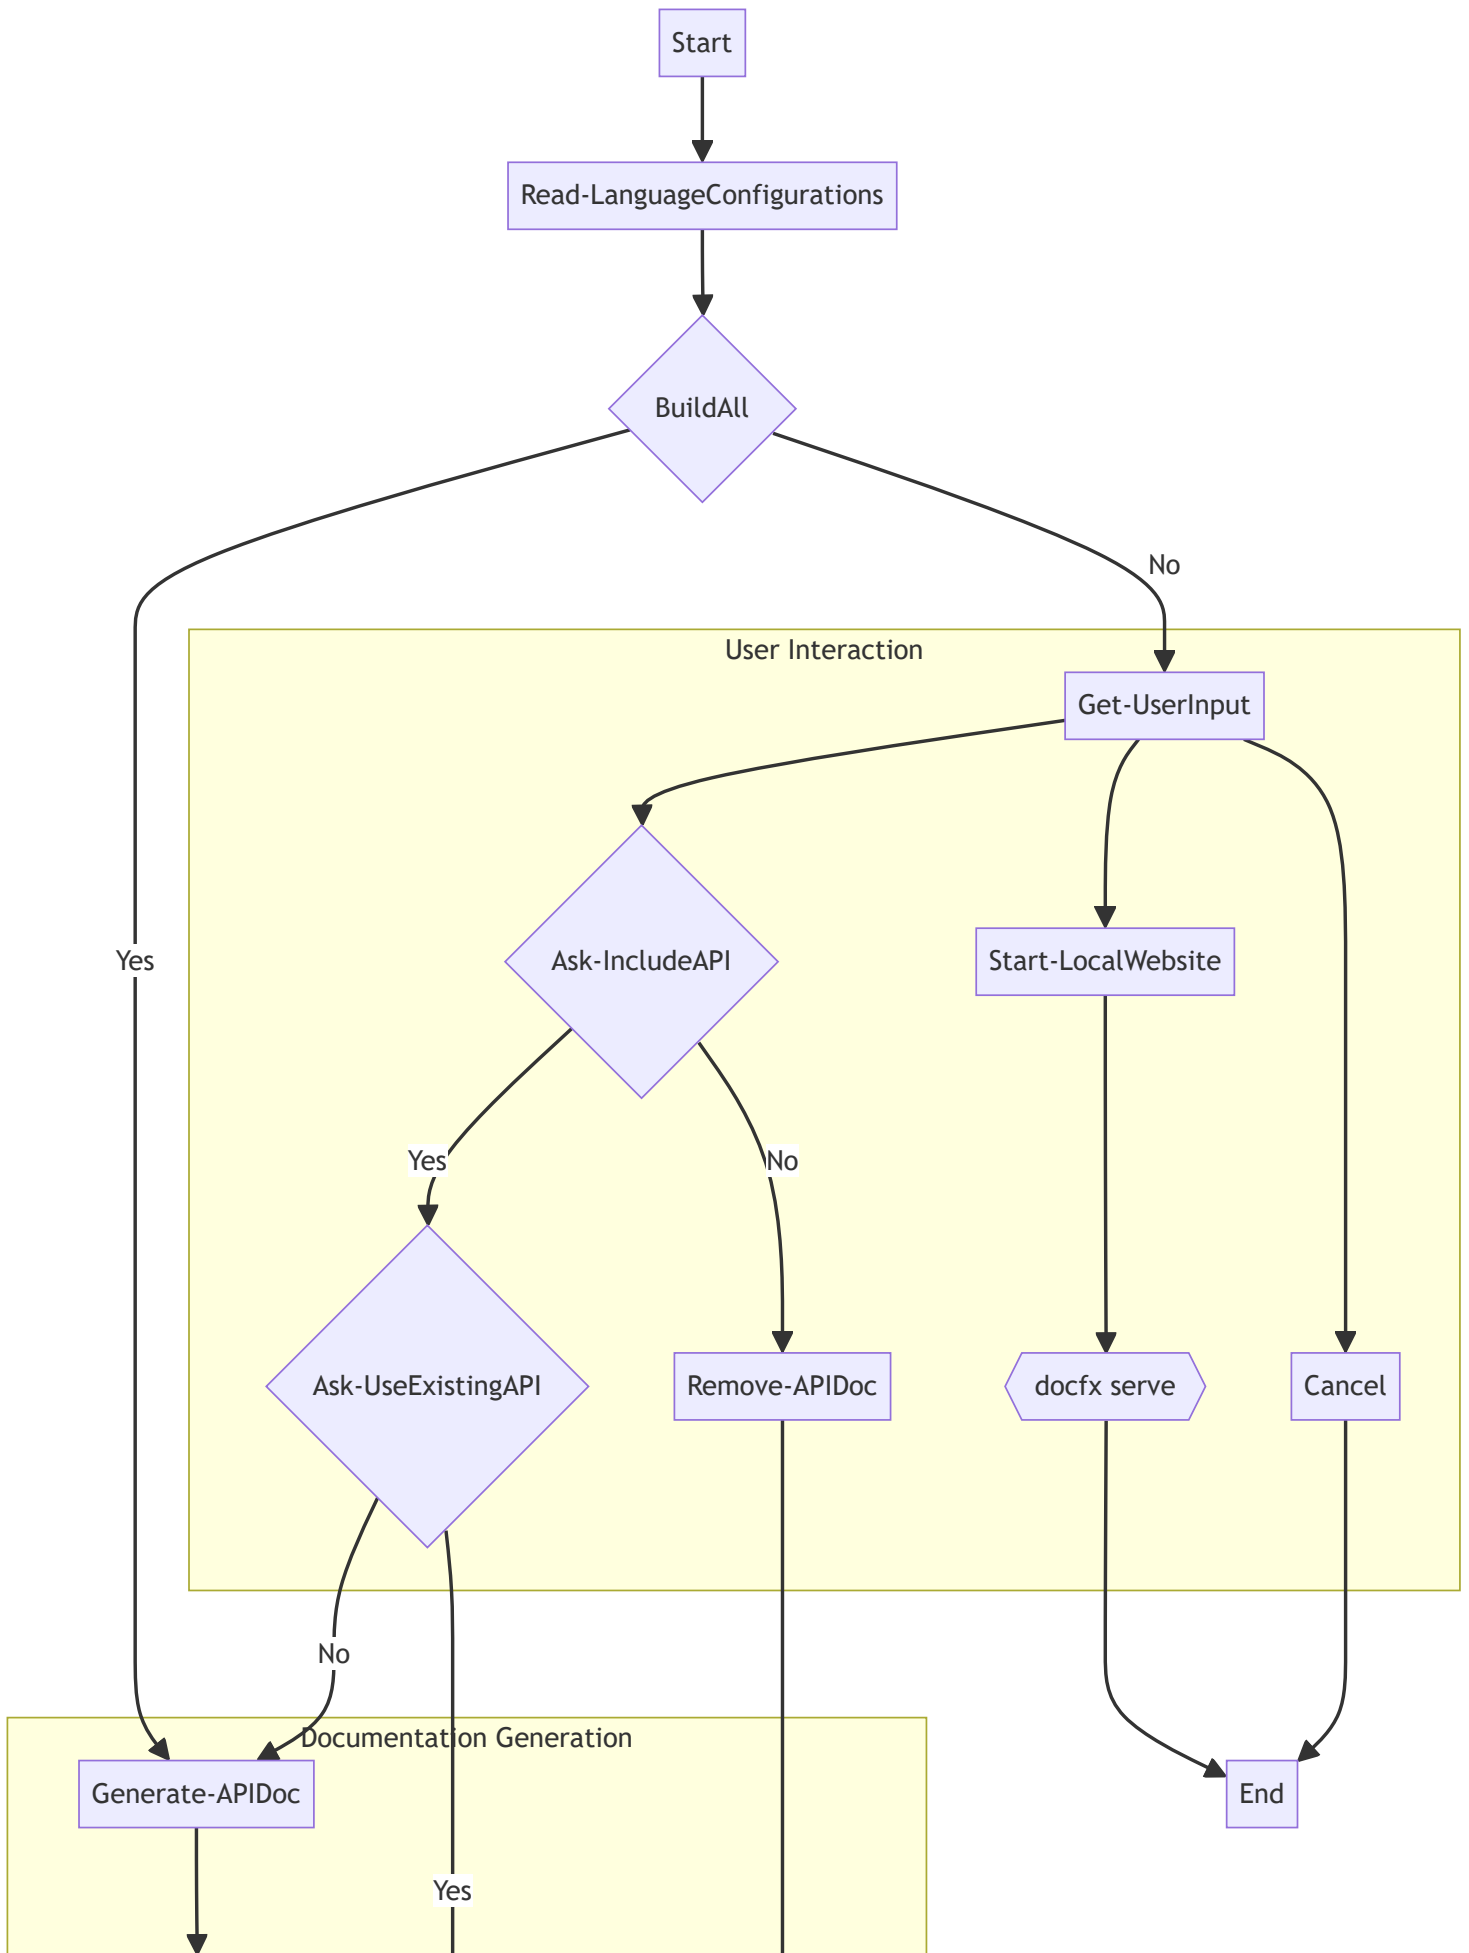 Start
Read-LanguageConfigurations
BuildAll
No
User Interaction
Get-UserInput
Yes
Ask-IncludeAPI
Start-LocalWebsite
Yes
No
Ask-UseExistingAPI
Remove-APIDoc
docfx serve
Cancel
No
Documentation Generation
Generate-APIDoc
End
Yes